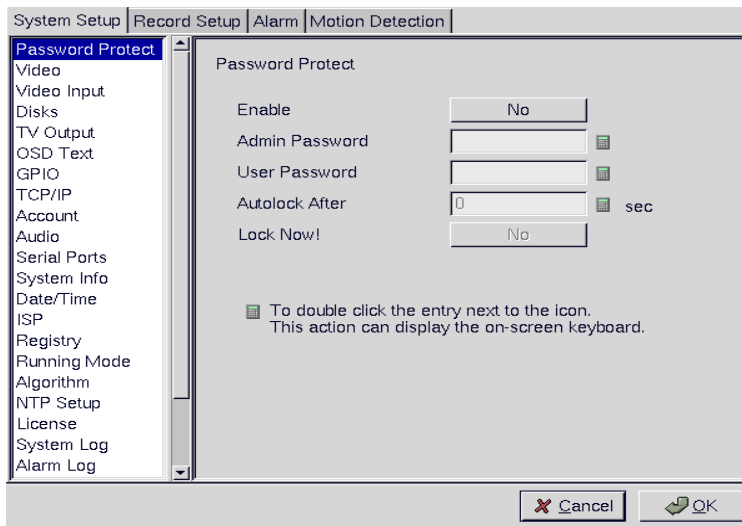 System Setup Record Setup Alarm Motion Detection
Password Protect
Video
Video Input
Disks
TV Output
OSD Text
GPIO
TCP/IP
Account
Audio
Serial Ports
System Info
Date/Time
ISP
Registry
Running Mode
Algorithm
NTP Setup
License
System Log
Alarm Log
Password Protect
Enable No
Admin Password
User Password
Autolock After 0 sec
Lock Now! No
To double click the entry next to the icon.
This action can display the on-screen keyboard.
Cancel OK